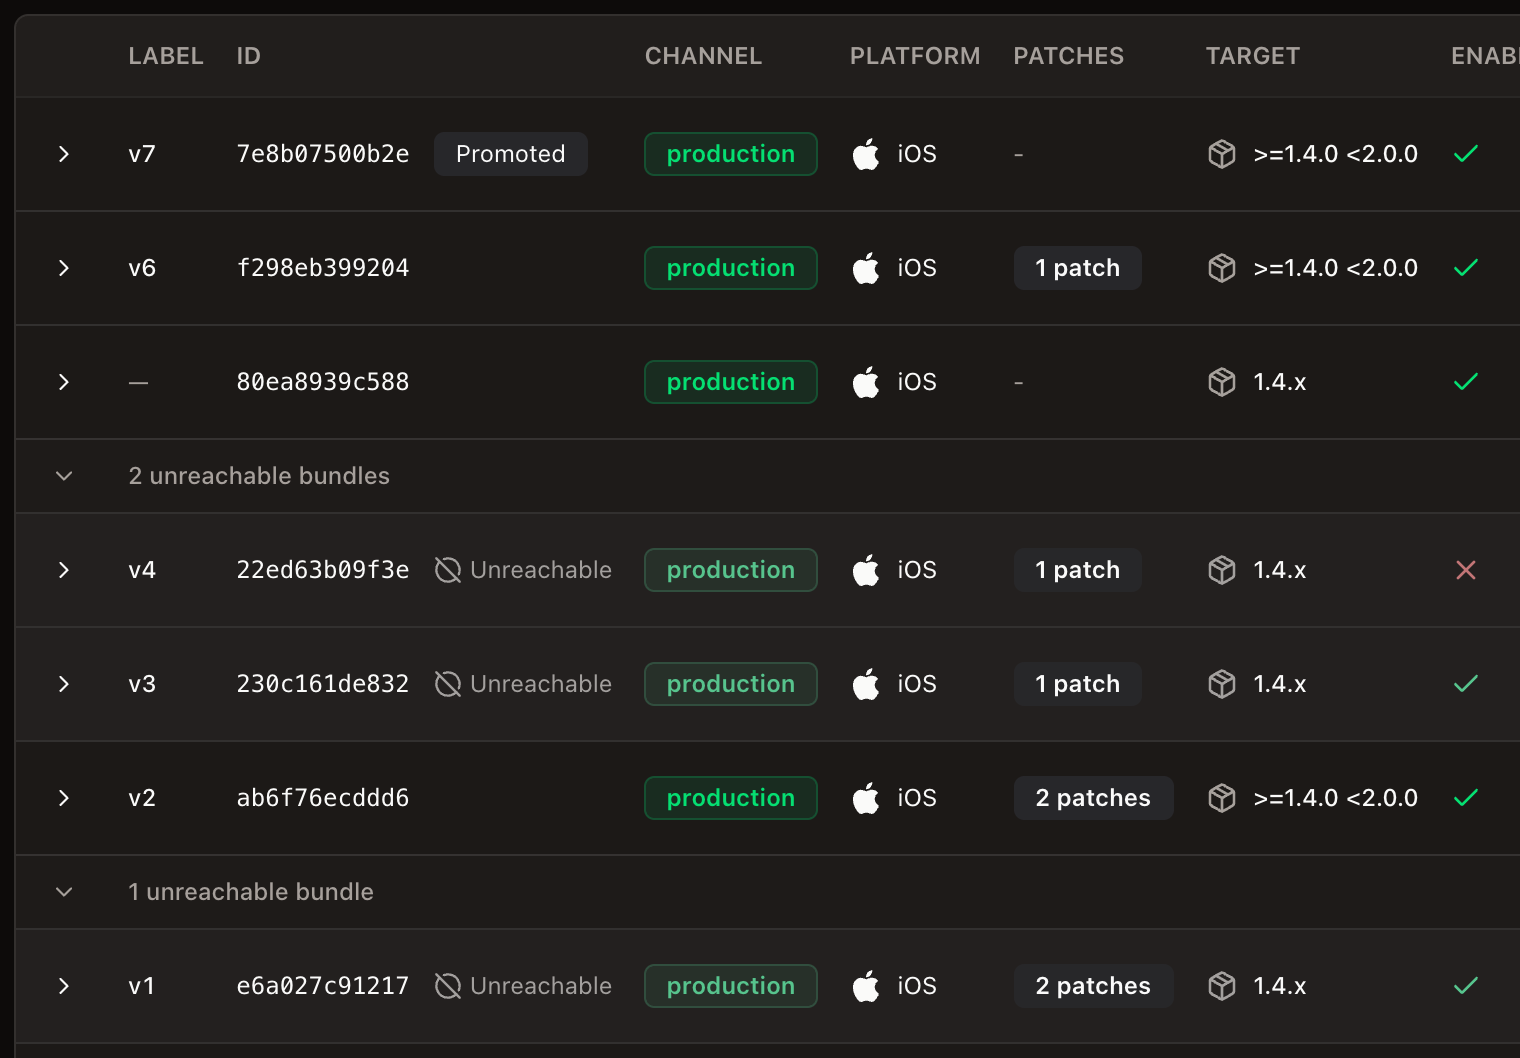 LABEL ID CHANNEL PLATFORM PATCHES TARGET ENAB
v7 7e8b07500b2e Promoted production iOS - >=1.4.0 <2.0.0
v6 f298eb399204 production iOS 1 patch >=1.4.0 <2.0.0
— 80ea8939c588 production iOS - 1.4.x
2 unreachable bundles
v4 22ed63b09f3e Unreachable production iOS 1 patch 1.4.x
v3 230c161de832 Unreachable production iOS 1 patch 1.4.x
v2 ab6f76ecddd6 production iOS 2 patches >=1.4.0 <2.0.0
1 unreachable bundle
v1 e6a027c91217 Unreachable production iOS 2 patches 1.4.x